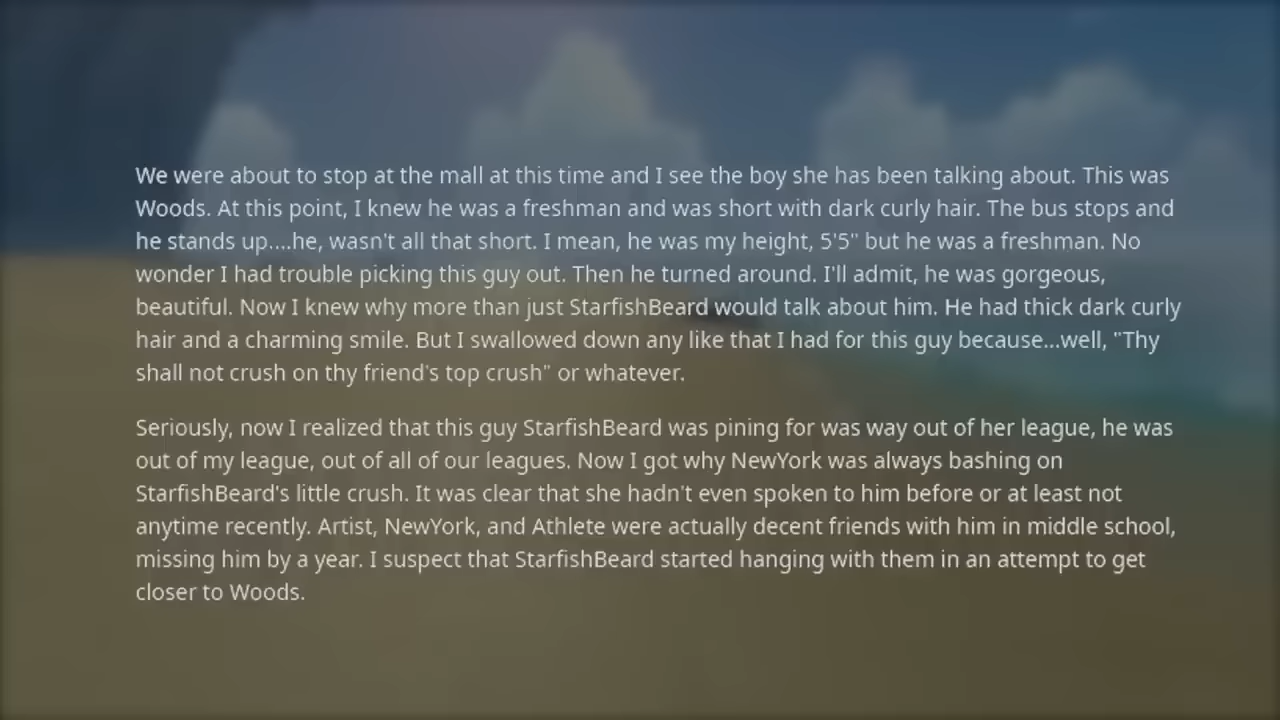 We were about to stop at the mall at this time and I see the boy she has been talking about. This was
Woods. At this point, I knew he was a freshman and was short with dark curly hair. The bus stops and
he stands up....he, wasn't all that short. I mean, he was my height, 5'5" but he was a freshman. No
wonder I had trouble picking this guy out. Then he turned around. I'll admit, he was gorgeous,
beautiful. Now I knew why more than just StarfishBeard would talk about him. He had thick dark curly
hair and a charming smile. But I swallowed down any like that I had for this guy because...well, "Thy
shall not crush on thy friend's top crush" or whatever.
Seriously, now I realized that this guy StarfishBeard was pining for was way out of her league, he was
out of my league, out of all of our leagues. Now I got why NewYork was always bashing on
StarfishBeard's little crush. It was clear that she hadn't even spoken to him before or at least not
anytime recently. Artist, NewYork, and Athlete were actually decent friends with him in middle school,
missing him by a year. I suspect that StarfishBeard started hanging with them in an attempt to get
closer to Woods.